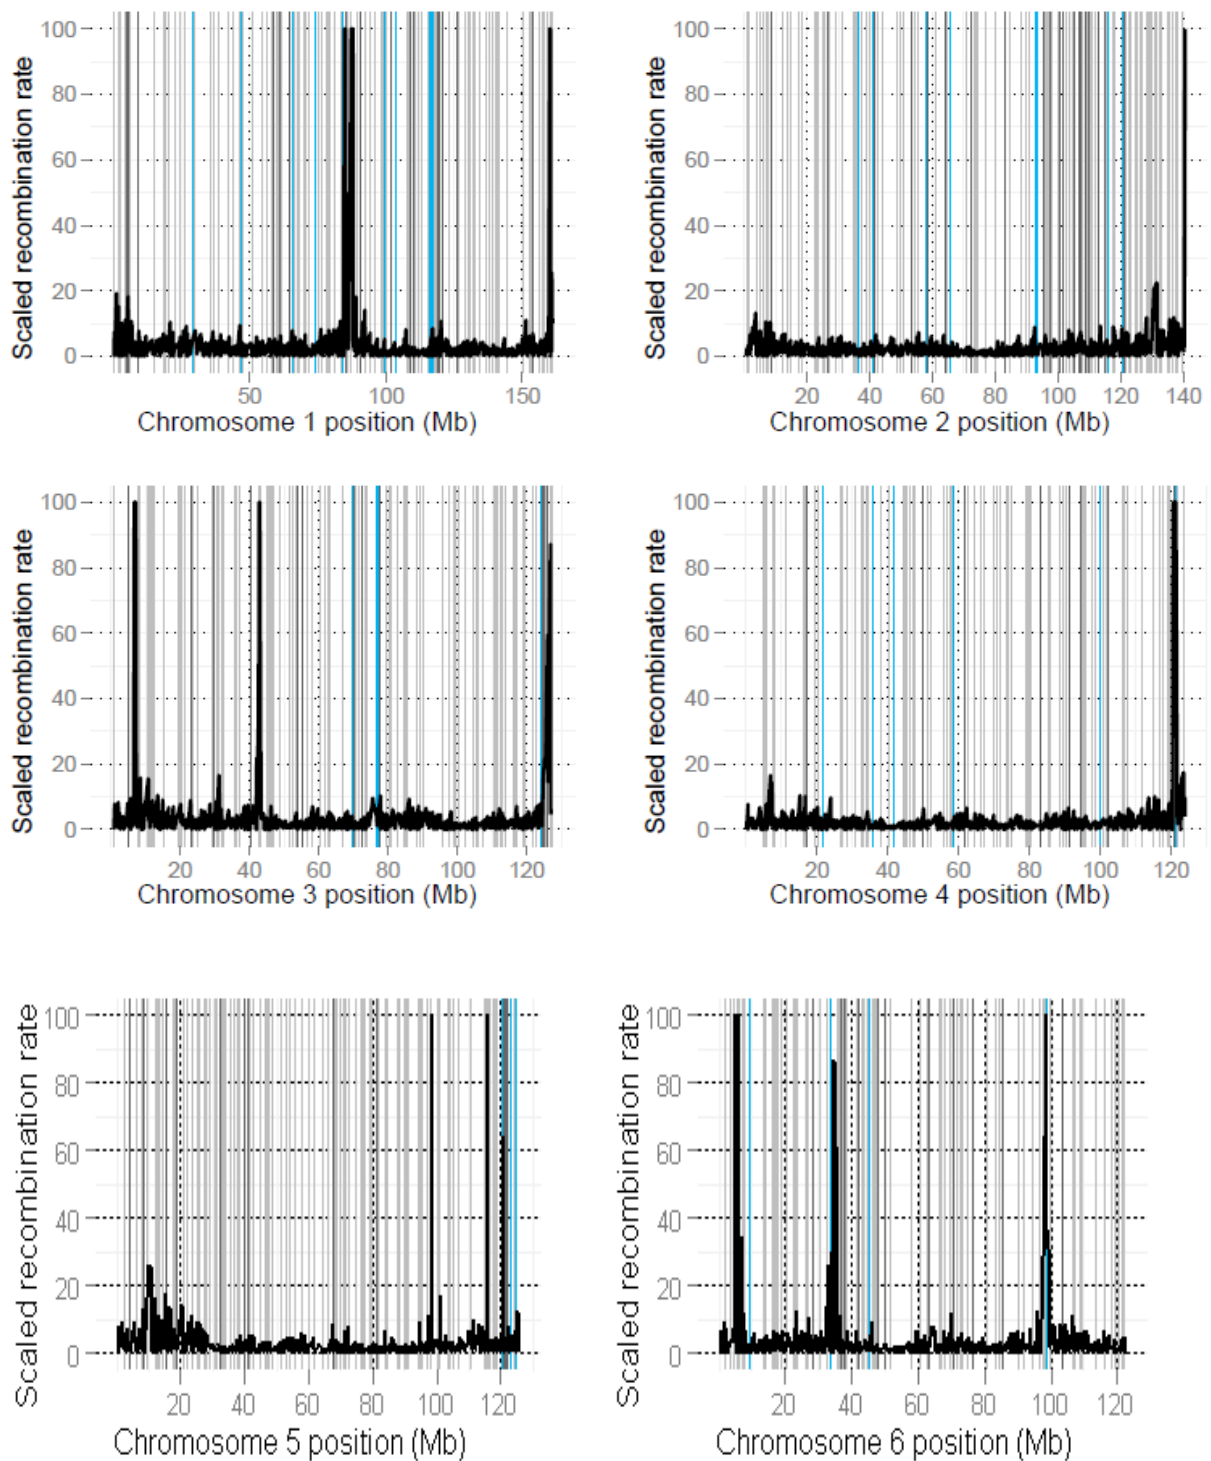 Scaled recombination rate
100
80
60
40
20
0
50 100 150
Chromosome 1 position (Mb)
Scaled recombination rate
100
80
60
40
20
0
20 40 60 80 100 120 140
Chromosome 2 position (Mb)
Scaled recombination rate
100
80
60
40
20
0
20 40 60 80 100 120
Chromosome 3 position (Mb)
Scaled recombination rate
100
80
60
40
20
0
20 40 60 80 100 120
Chromosome 4 position (Mb)
Scaled recombination rate
100
80
60
40
20
0
20 40 60 80 100 120
Chromosome 5 position (Mb)
Scaled recombination rate
100
80
60
40
20
0
20 40 60 80 100 120
Chromosome 6 position (Mb)